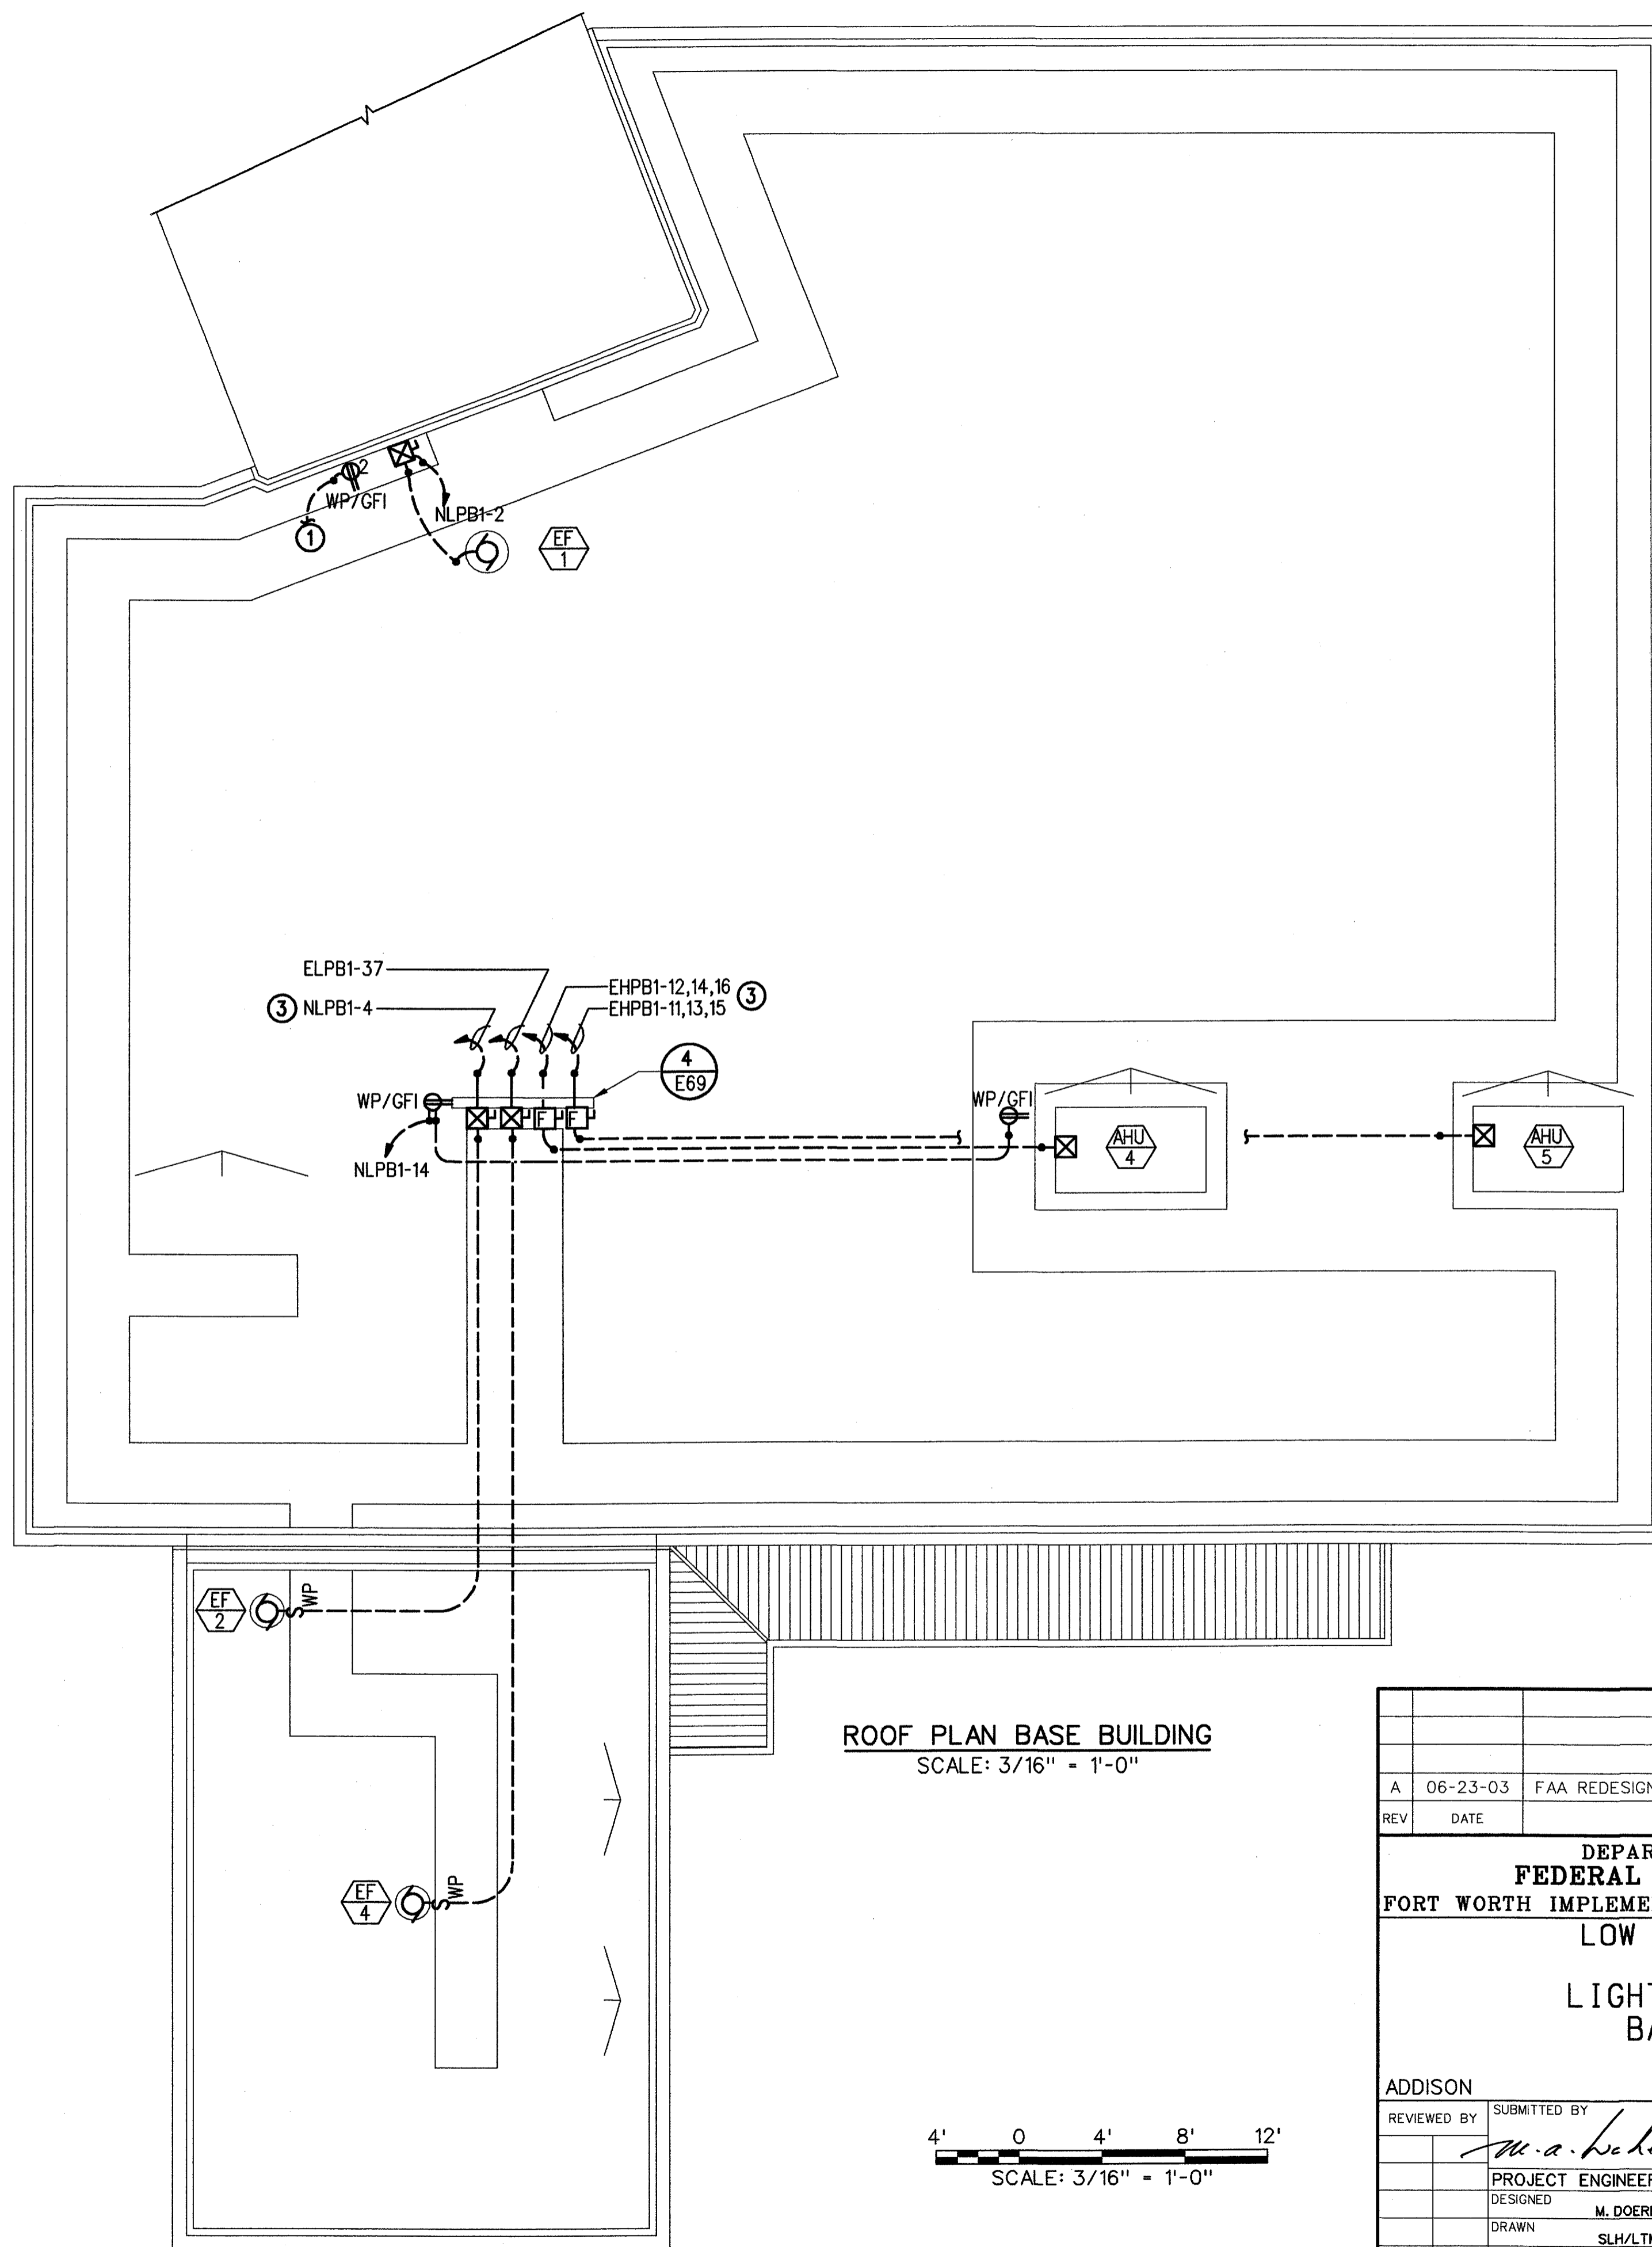 2
WP/GFI
1
NLPB1-2
EF
1
ELPB1-37
3 NLPB1-4
EHPB1-12,14,16
EHPB1-11,13,15
3
4
E69
WP/GFI
F
F
NLPB1-14
WP/GFI
AHU
4
AHU
5
EF
2
WP
EF
4
WP
ROOF PLAN BASE BUILDING
SCALE: 3/16" = 1'-0"
4' 0 4' 8' 12'
SCALE: 3/16" = 1'-0"
A 06-23-03 FAA REDESIGN
REV DATE
DEPAR
FEDERAL
FORT WORTH IMPLEME
LOW
LIGHT
BA
ADDISON
REVIEWED BY
SUBMITTED BY
PROJECT ENGINEER
DESIGNED
M. DOER
DRAWN
SLH/LTM